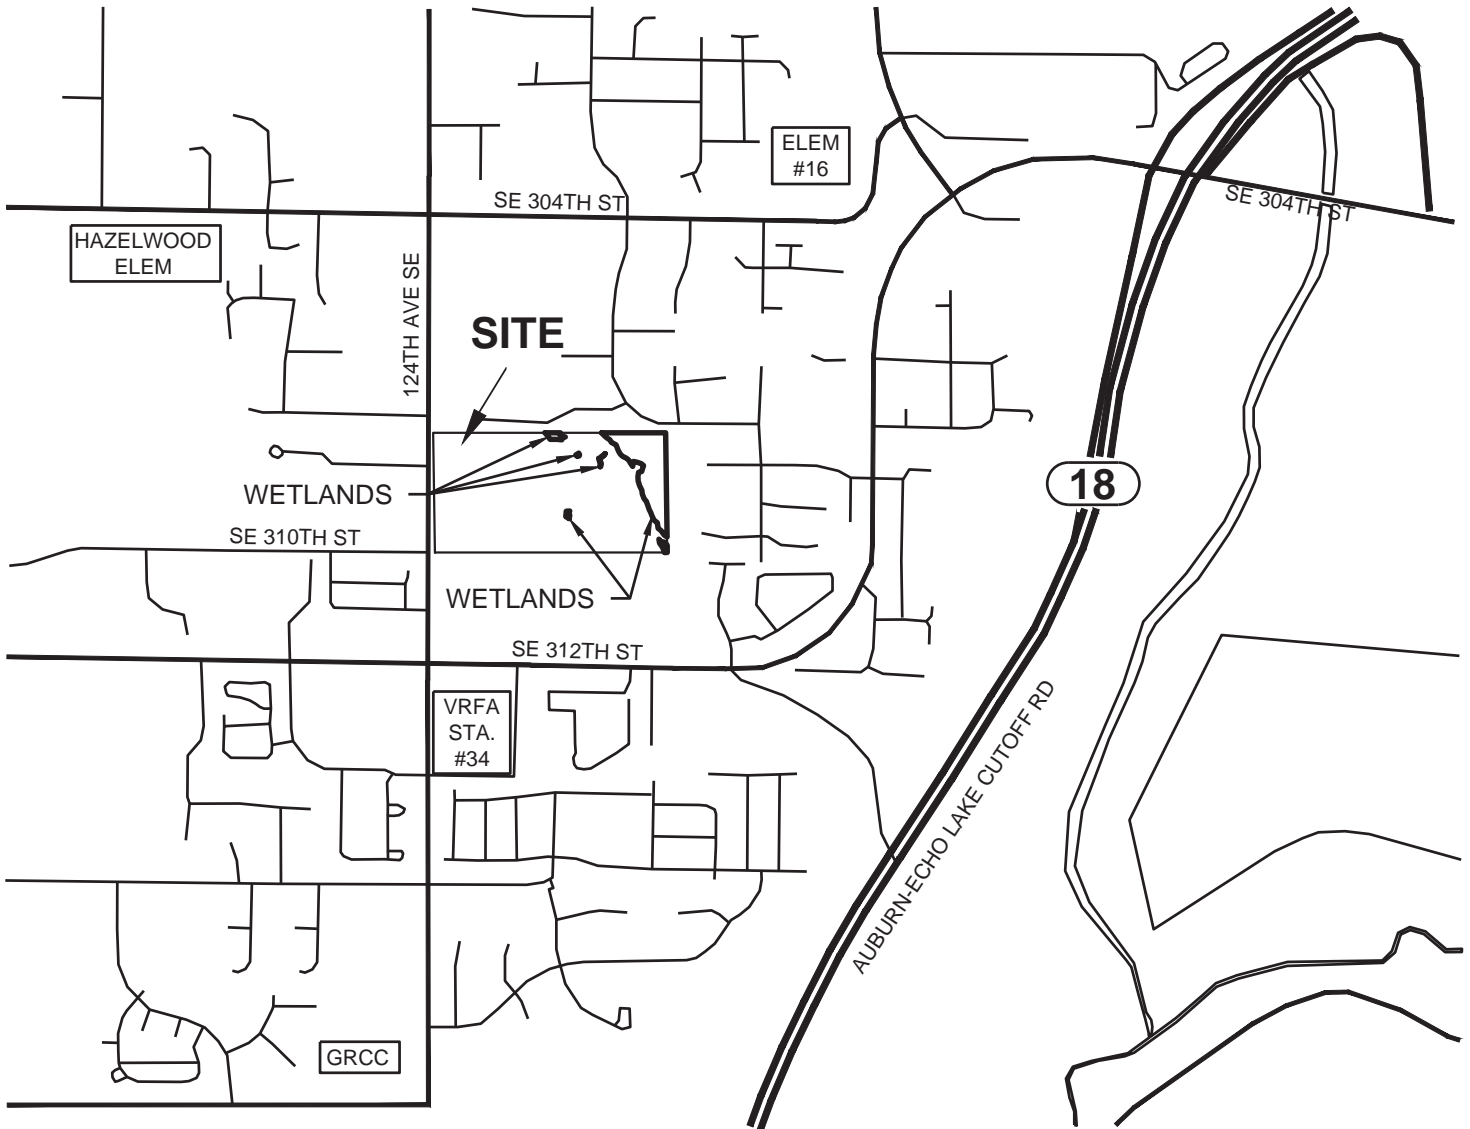 ELEM
#16
SE 304TH ST
SE 304TH ST
HAZELWOOD
ELEM
124TH AVE SE
SITE
WETLANDS
18
SE 310TH ST
WETLANDS
SE 312TH ST
VRFA
STA.
#34
AUBURN-ECHO LAKE CUTOFF RD
GRCC